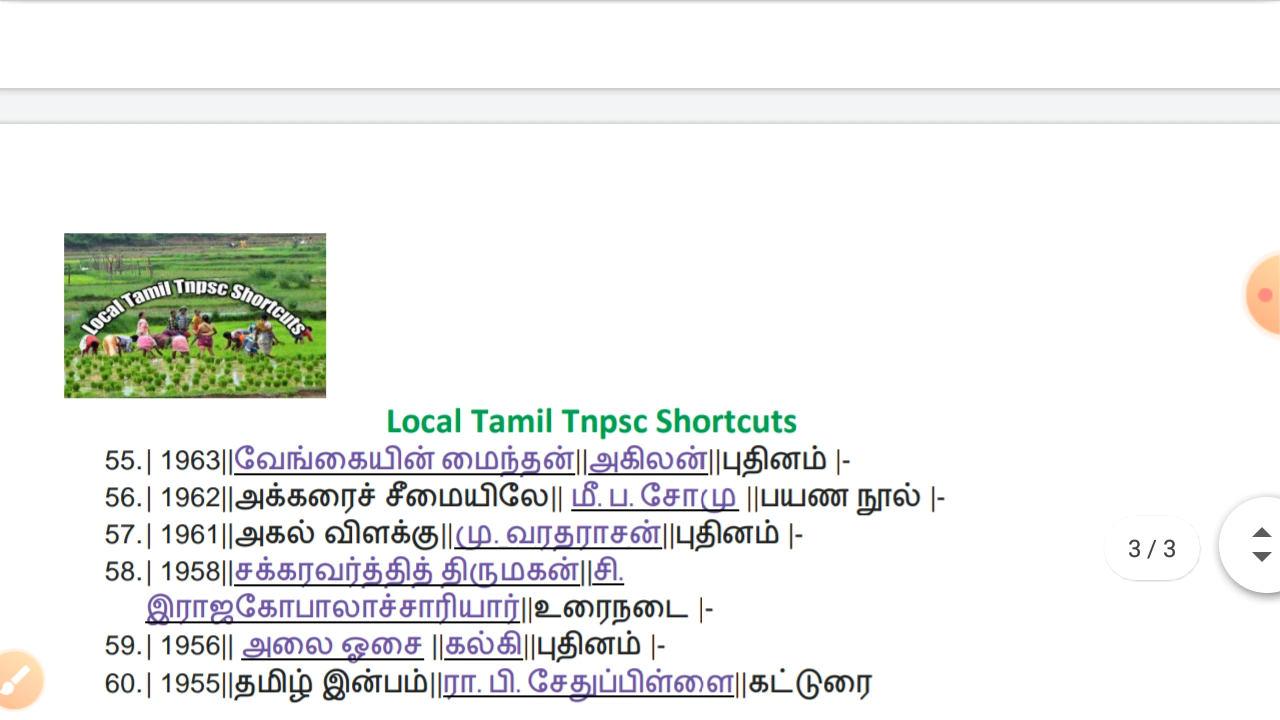 Local Tamil Tnpsc Shortcuts
Local Tamil Tnpsc Shortcuts
55.| 1963||வேங்கையின் மைந்தன்||அகிலன்||புதினம் |-
56.| 1962||அக்கரைச் சீமையிலே|| மீ. ப. சோமு ||பயண நூல் |-
57.| 1961||அகல் விளக்கு||மு. வரதராசன்||புதினம் |-
58.| 1958||சக்கரவர்த்தித் திருமகன்||சி.
இராஜகோபாலாச்சாரியார்||உரைநடை |-
59.| 1956|| அலை ஓசை ||கல்கி||புதினம் |-
60.| 1955||தமிழ் இன்பம்||ரா. பி. சேதுப்பிள்ளை||கட்டுரை
3 / 3